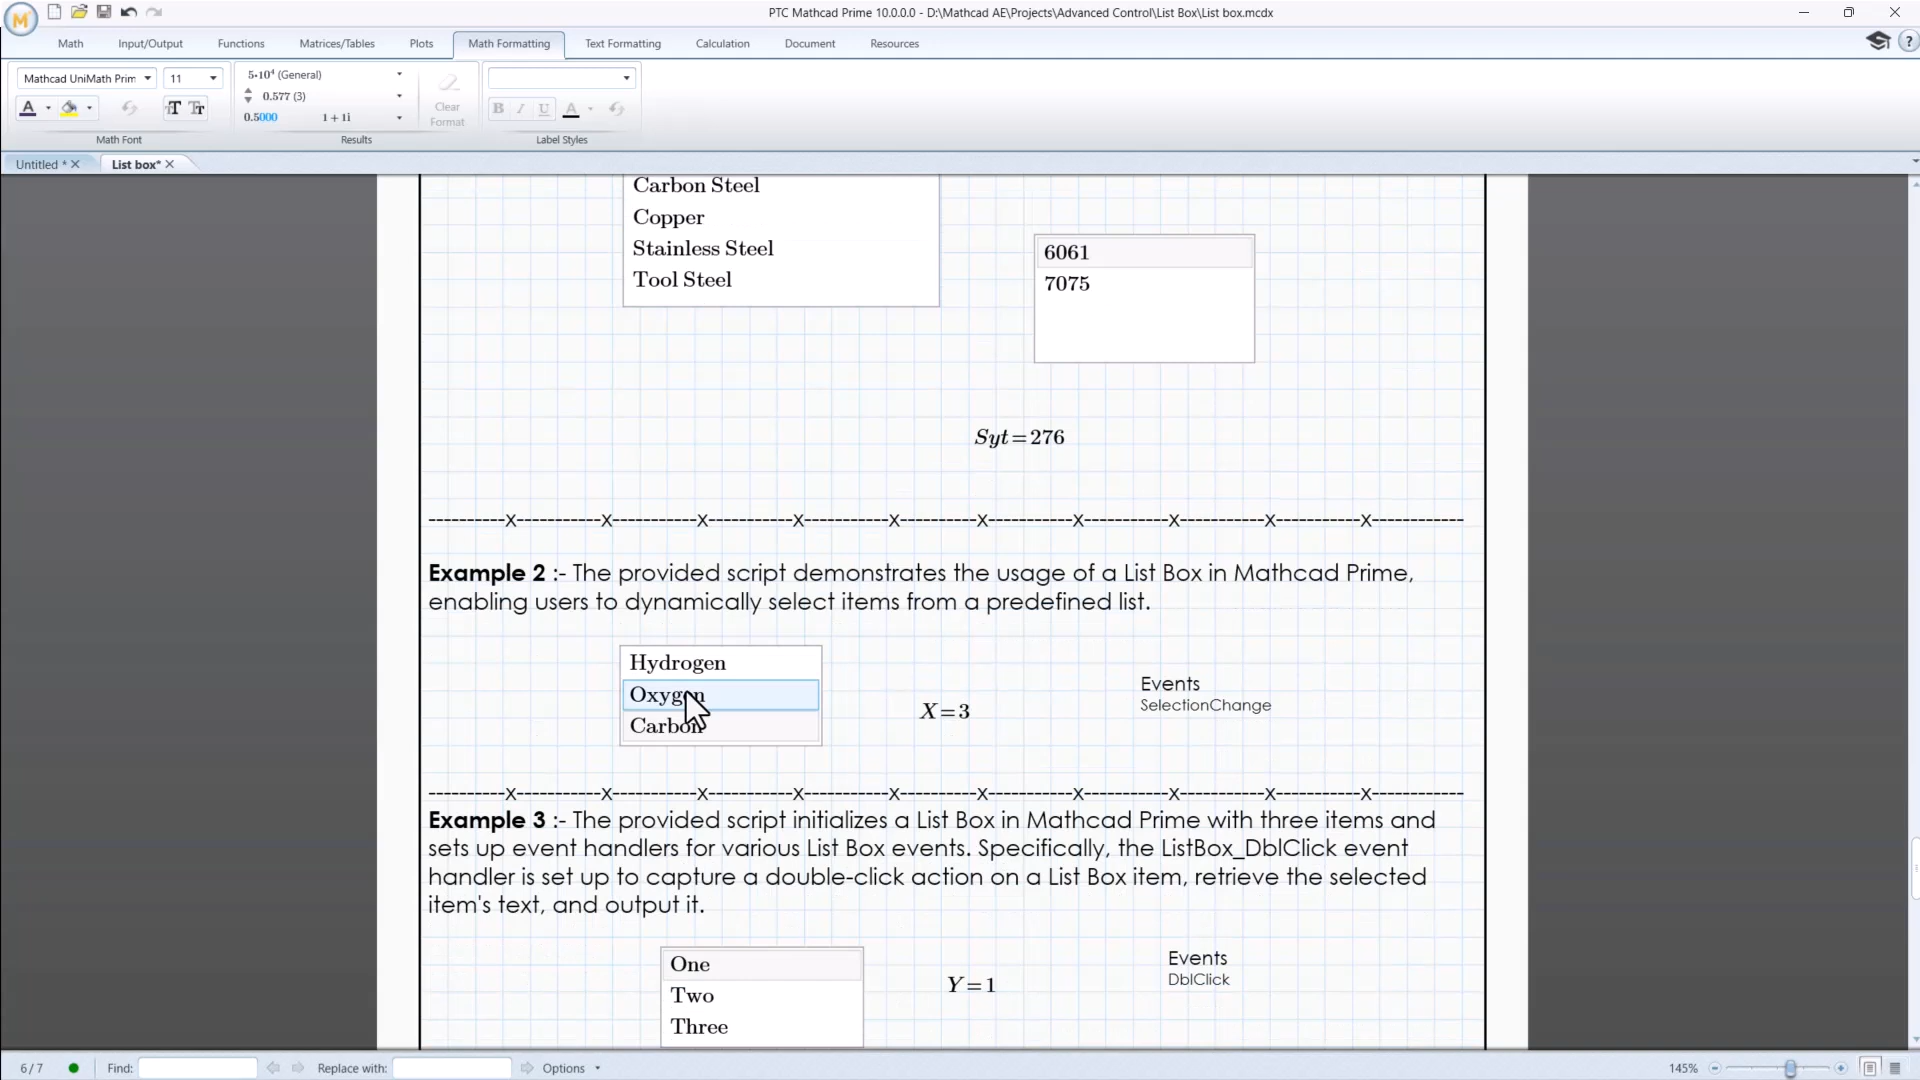 PTC Mathcad Prime 10.0.0.0 - D:\Mathcad AE\Projects\Advanced Control\List Box\List box.mcdx
Math Input/Output Functions Matrices/Tables Plots Math Formatting Text Formatting Calculation Document Resources
Mathcad UniMath Prim 11
5∙10⁴ (General)
0.577 (3)
0.5000 1 + 1i
Clear
Format
B I U A
Math Font Results Label Styles
Untitled * List box*
Carbon Steel
Copper
Stainless Steel
Tool Steel
6061
7075
Syt=276
----------X-----------X-----------X-----------X-----------X----------X-----------X-----------X-----------X-----------X------------
Example 2 :- The provided script demonstrates the usage of a List Box in Mathcad Prime,
enabling users to dynamically select items from a predefined list.
Hydrogen
Oxygen
Carbon
X=3
Events
SelectionChange
----------X-----------X-----------X-----------X-----------X----------X-----------X-----------X-----------X-----------X------------
Example 3 :- The provided script initializes a List Box in Mathcad Prime with three items and
sets up event handlers for various List Box events. Specifically, the ListBox_DblClick event
handler is set up to capture a double-click action on a List Box item, retrieve the selected
item's text, and output it.
One
Two
Three
Y=1
Events
DblClick
6 / 7 Find: Replace with: Options 145%